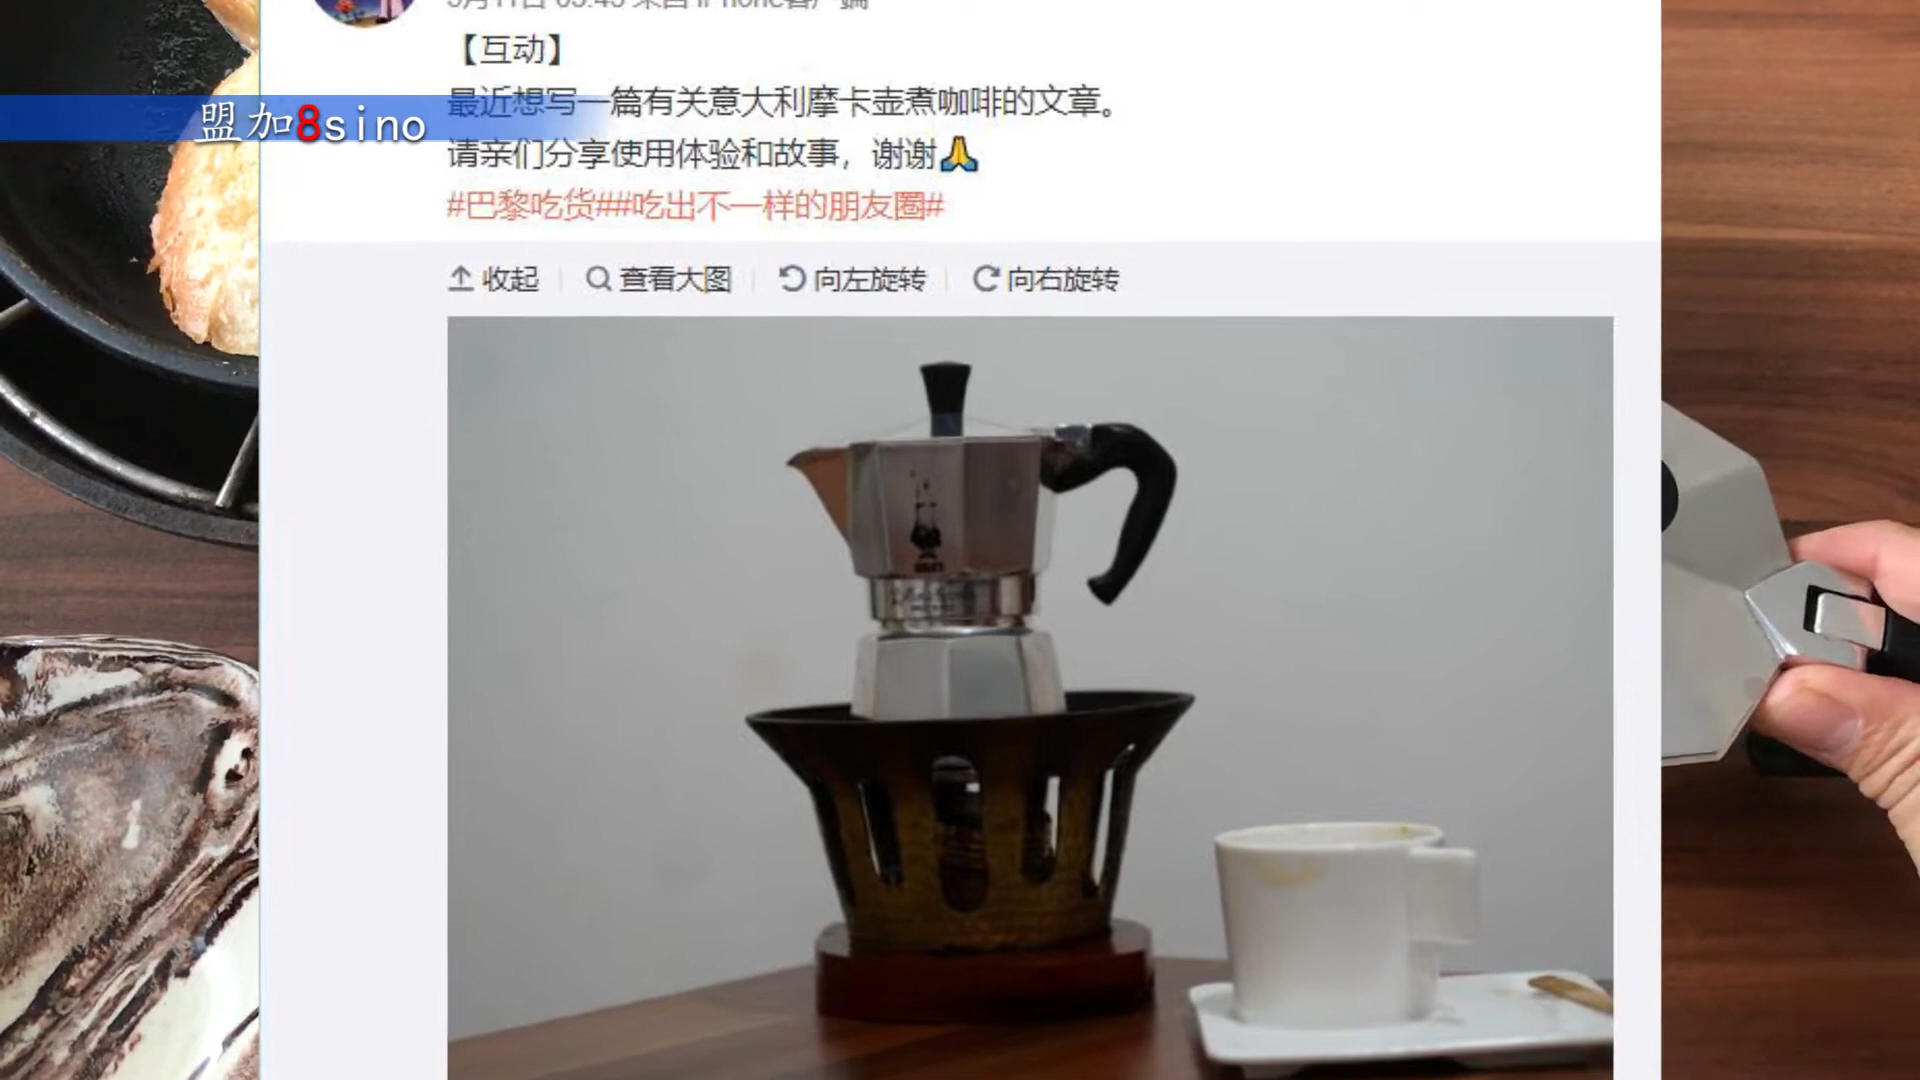 【互动】
最近想写一篇有关意大利摩卡壶煮咖啡的文章。
盟加8sino
请亲们分享使用体验和故事，谢谢🙏
#巴黎吃货##吃出不一样的朋友圈#
收起 查看大图 向左旋转 向右旋转